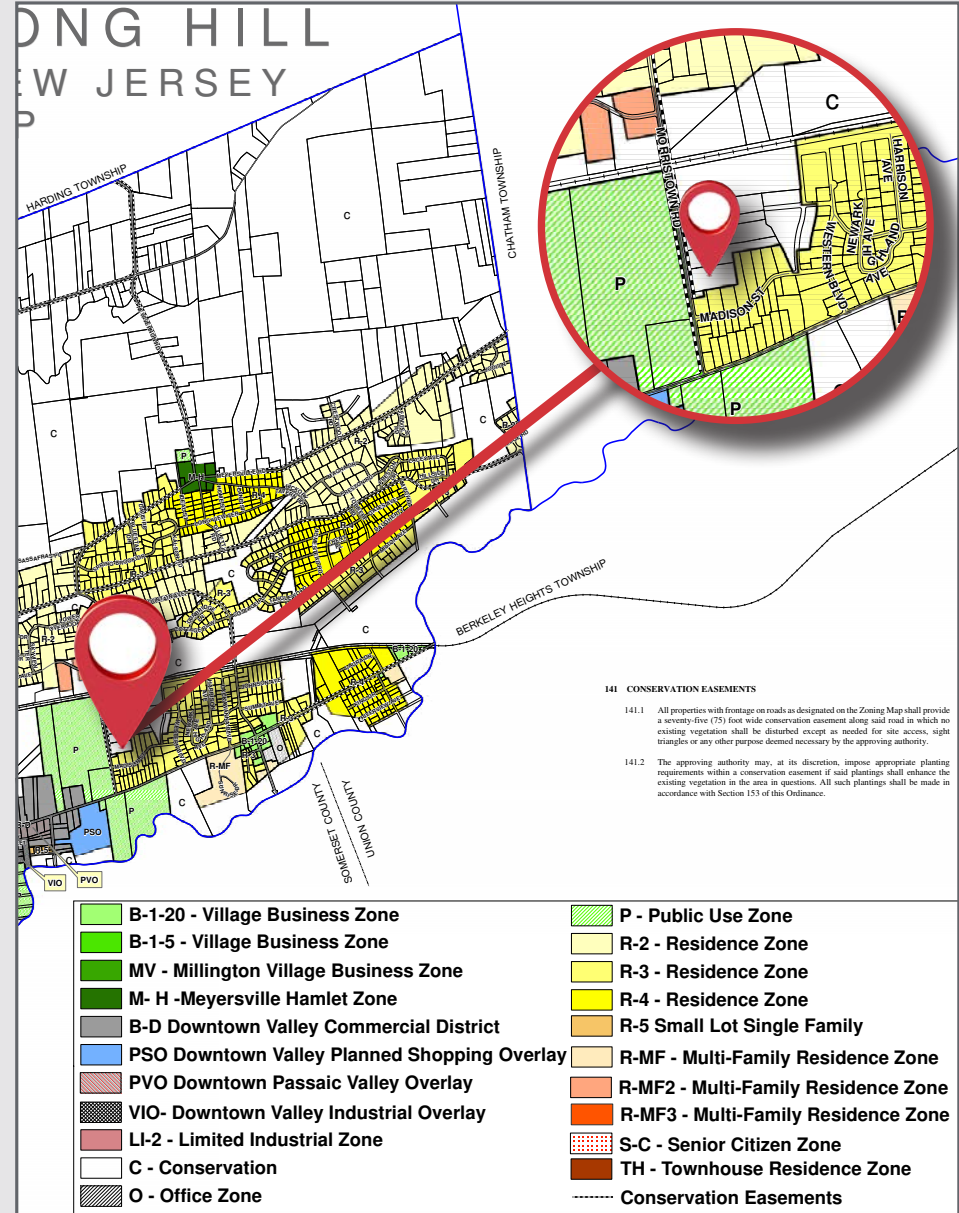 ONG HILL
EW JERSEY
P
HARDING TOWNSHIP
CHATHAM TOWNSHIP
C
C
C
MORRISTOWN RD
HARRISON AVE
NEWARK AVE
HIGHLAND AVE
WESTERN BLVD
P
MADISON ST
P
P
M-H
R-2
R-4
R-3
R-3
R-2
C
C
C
B-1-20
BERKELEY HEIGHTS TOWNSHIP
P
B-1-20
O
C
R-MF
C
P
PSO
C
VIO
PVO
SOMERSET COUNTY
UNION COUNTY
141 CONSERVATION EASEMENTS
141.1 All properties with frontage on roads as designated on the Zoning Map shall provide
a seventy-five (75) foot wide conservation easement along said road in which no
existing vegetation shall be disturbed except as needed for site access, sight
triangles or any other purpose deemed necessary by the approving authority.
141.2 The approving authority may, at its discretion, impose appropriate planting
requirements within a conservation easement if said plantings shall enhance the
existing vegetation in the area in questions. All such plantings shall be made in
accordance with Section 153 of this Ordinance.
B-1-20 - Village Business Zone
B-1-5 - Village Business Zone
MV - Millington Village Business Zone
M- H -Meyersville Hamlet Zone
B-D Downtown Valley Commercial District
PSO Downtown Valley Planned Shopping Overlay
PVO Downtown Passaic Valley Overlay
VIO- Downtown Valley Industrial Overlay
LI-2 - Limited Industrial Zone
C - Conservation
O - Office Zone
P - Public Use Zone
R-2 - Residence Zone
R-3 - Residence Zone
R-4 - Residence Zone
R-5 Small Lot Single Family
R-MF - Multi-Family Residence Zone
R-MF2 - Multi-Family Residence Zone
R-MF3 - Multi-Family Residence Zone
S-C - Senior Citizen Zone
TH - Townhouse Residence Zone
Conservation Easements